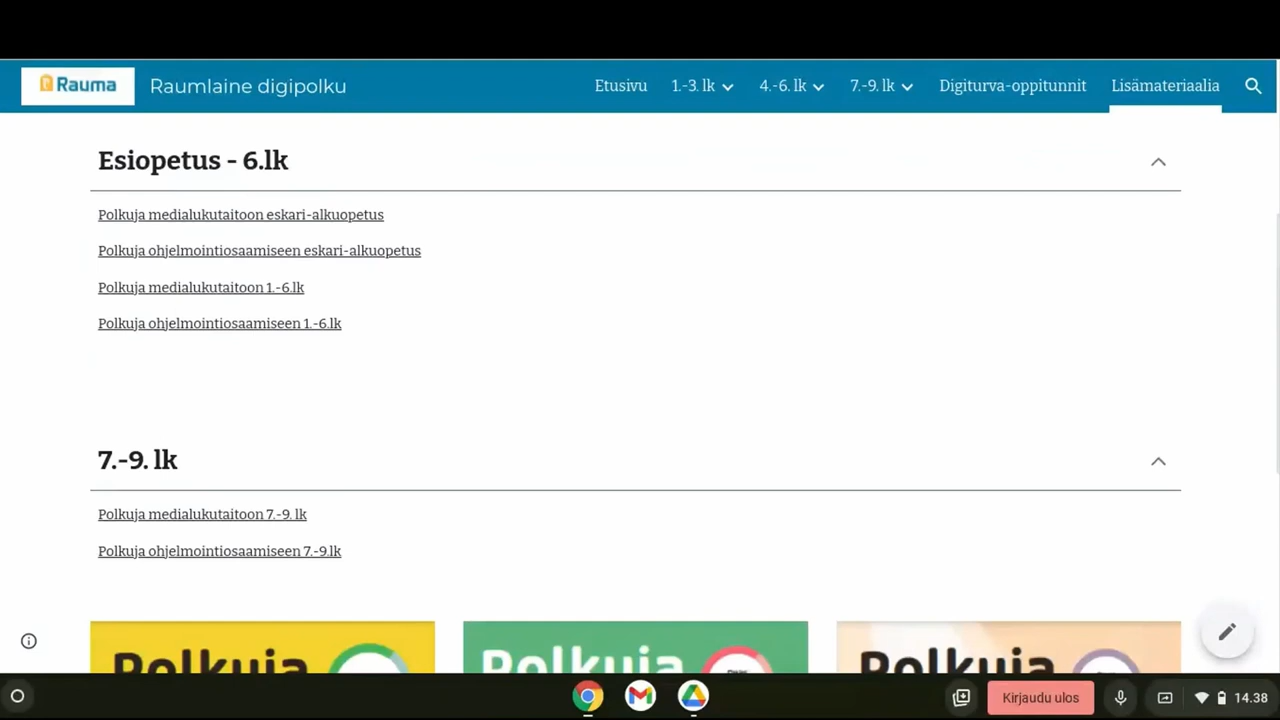 Rauma Raumlaine digipolku Etusivu 1.-3. lk 4.-6. lk 7.-9. lk Digiturva-oppitunnit Lisämateriaalia
Esiopetus - 6.lk
Polkuja medialukutaitoon eskari-alkuopetus
Polkuja ohjelmointiosaamiseen eskari-alkuopetus
Polkuja medialukutaitoon 1.-6.lk
Polkuja ohjelmointiosaamiseen 1.-6.lk
7.-9. lk
Polkuja medialukutaitoon 7.-9. lk
Polkuja ohjelmointiosaamiseen 7.-9.lk
Polkuja Polkuja Polkuja
Kirjaudu ulos 14.38